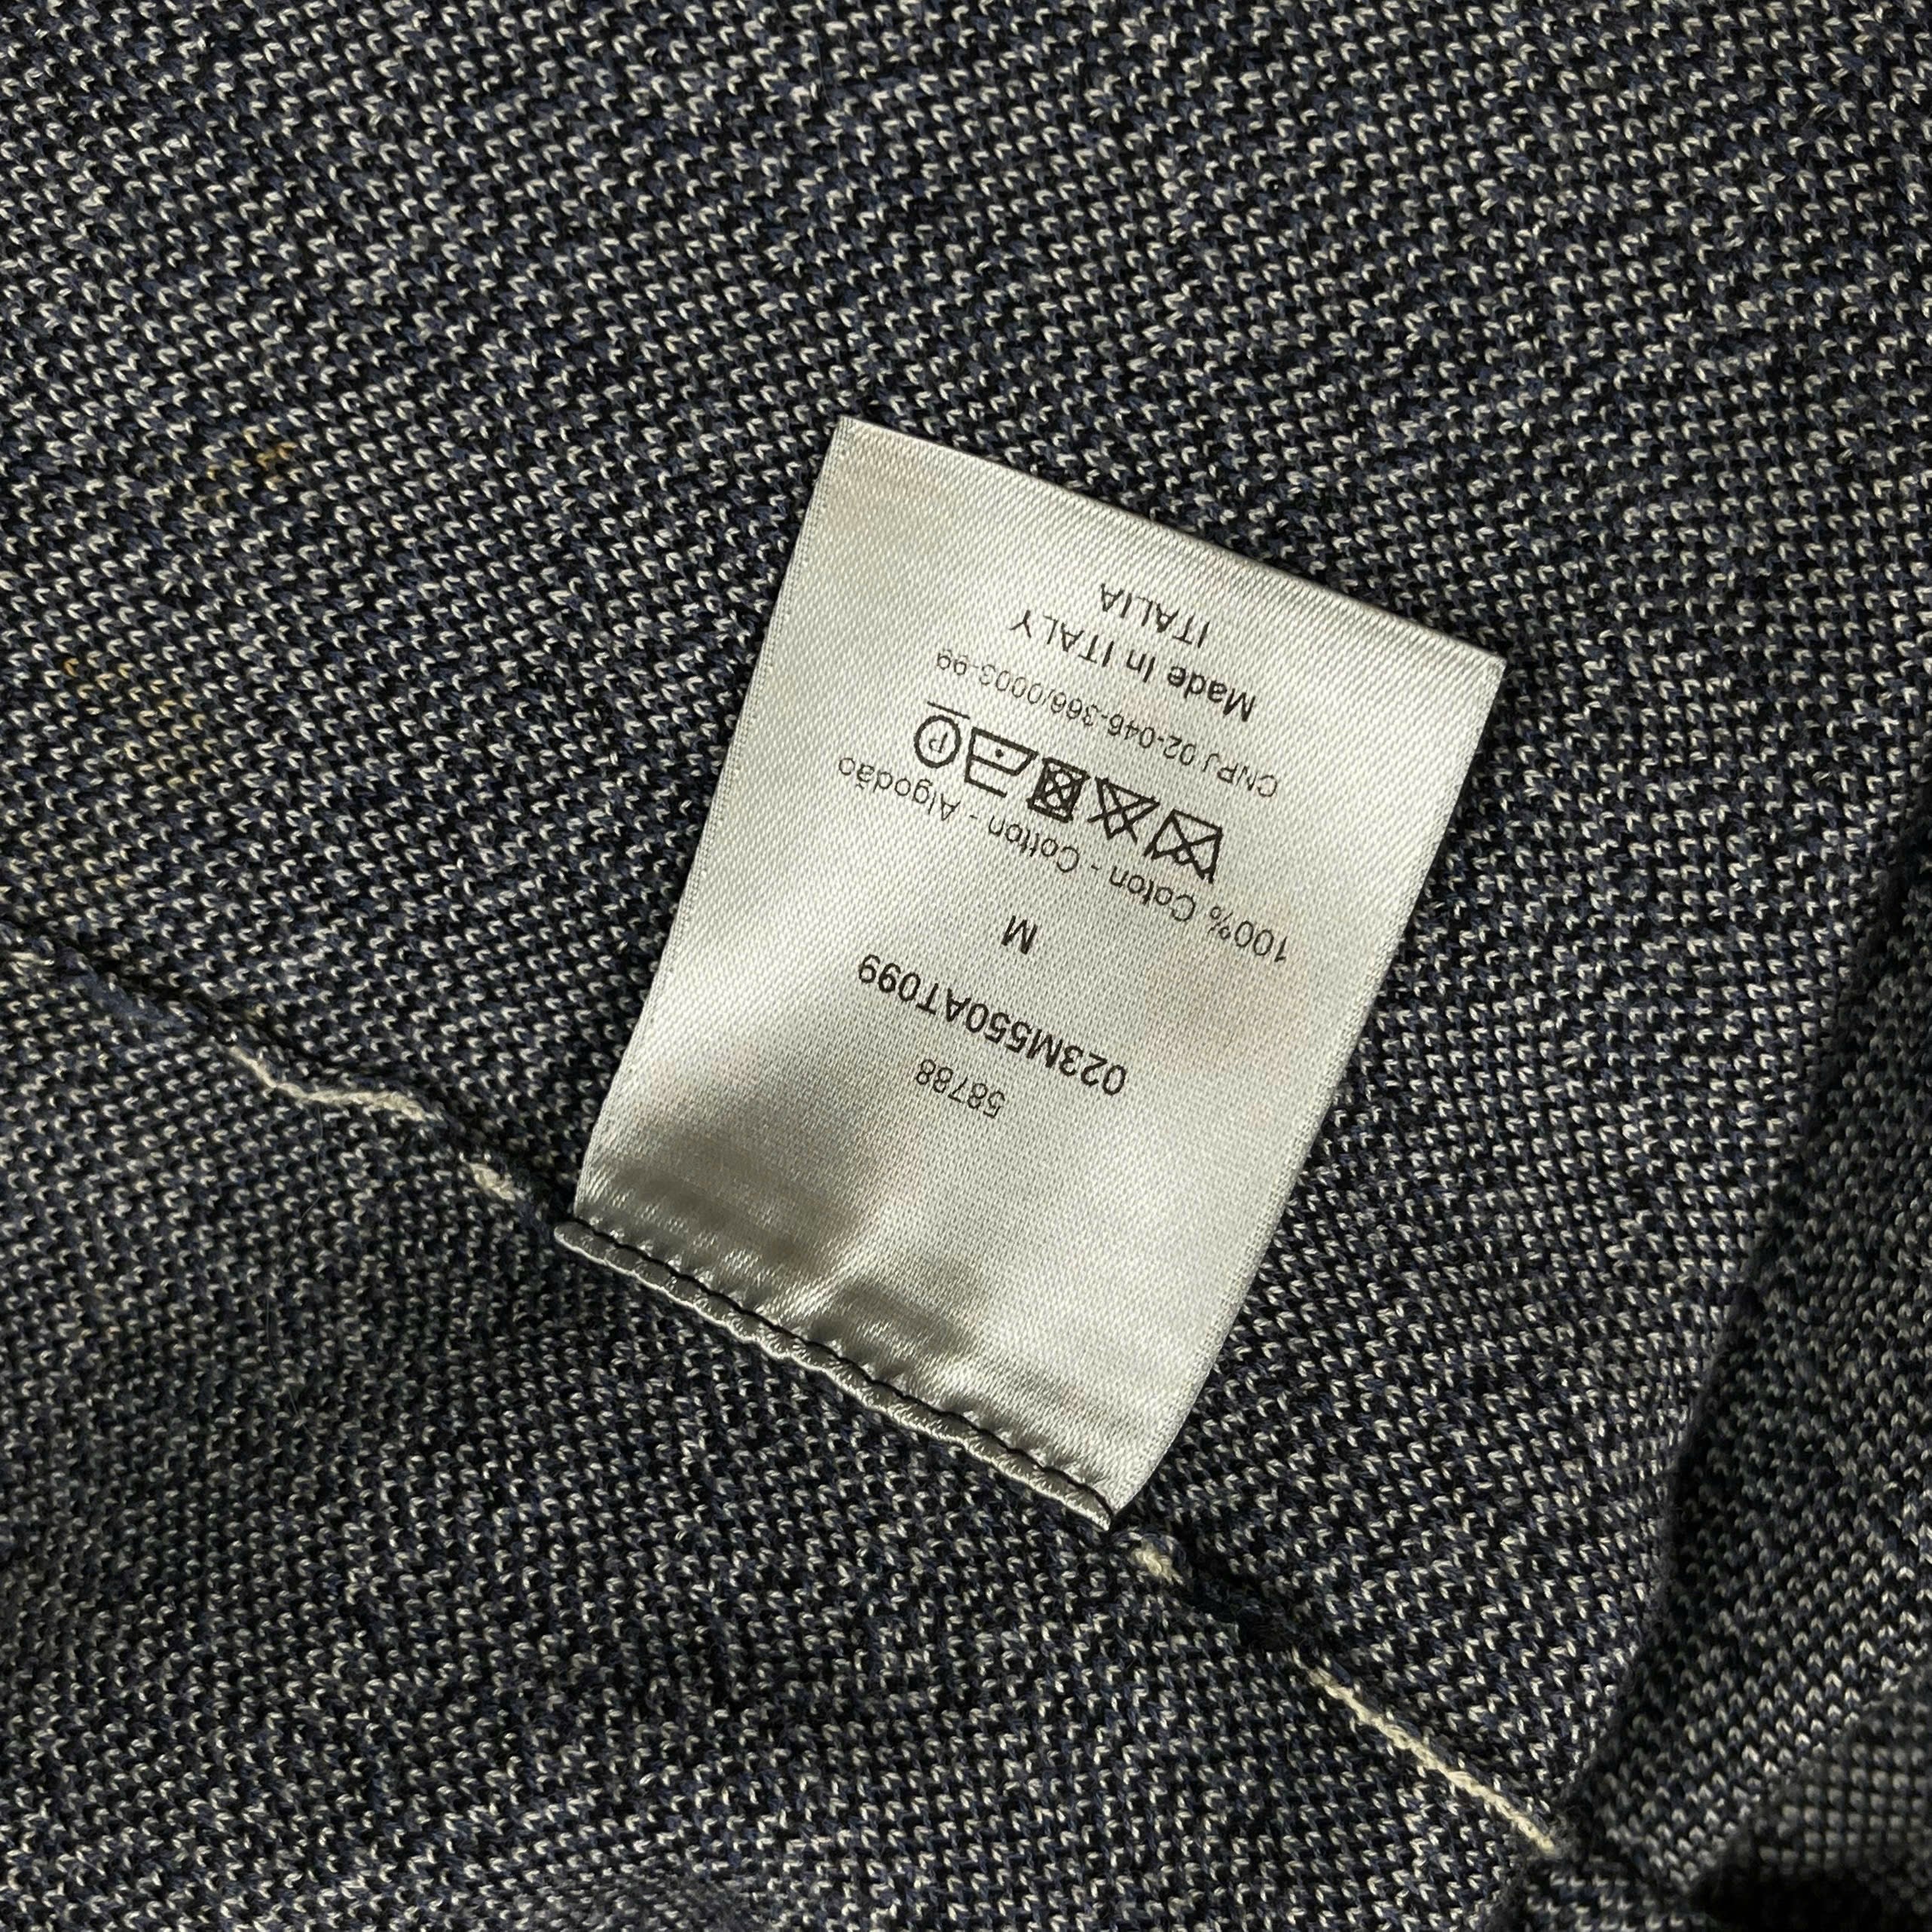 58788
023M550AT099
M
100% Coton - Cotton - Algodão
P
CNPJ 02-046-366/0003-99
Made In ITALY
ITALIA